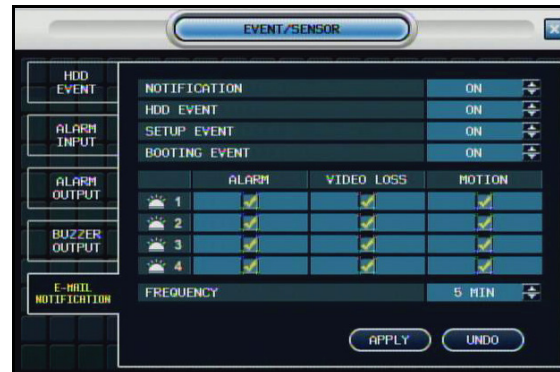 EVENT/SENSOR
HDD
EVENT
ALARM
INPUT
ALARM
OUTPUT
BUZZER
OUTPUT
E-MAIL
NOTIFICATION
NOTIFICATION ON
HDD EVENT ON
SETUP EVENT ON
BOOTING EVENT ON
ALARM VIDEO LOSS MOTION
1
2
3
4
FREQUENCY 5 MIN
APPLY UNDO